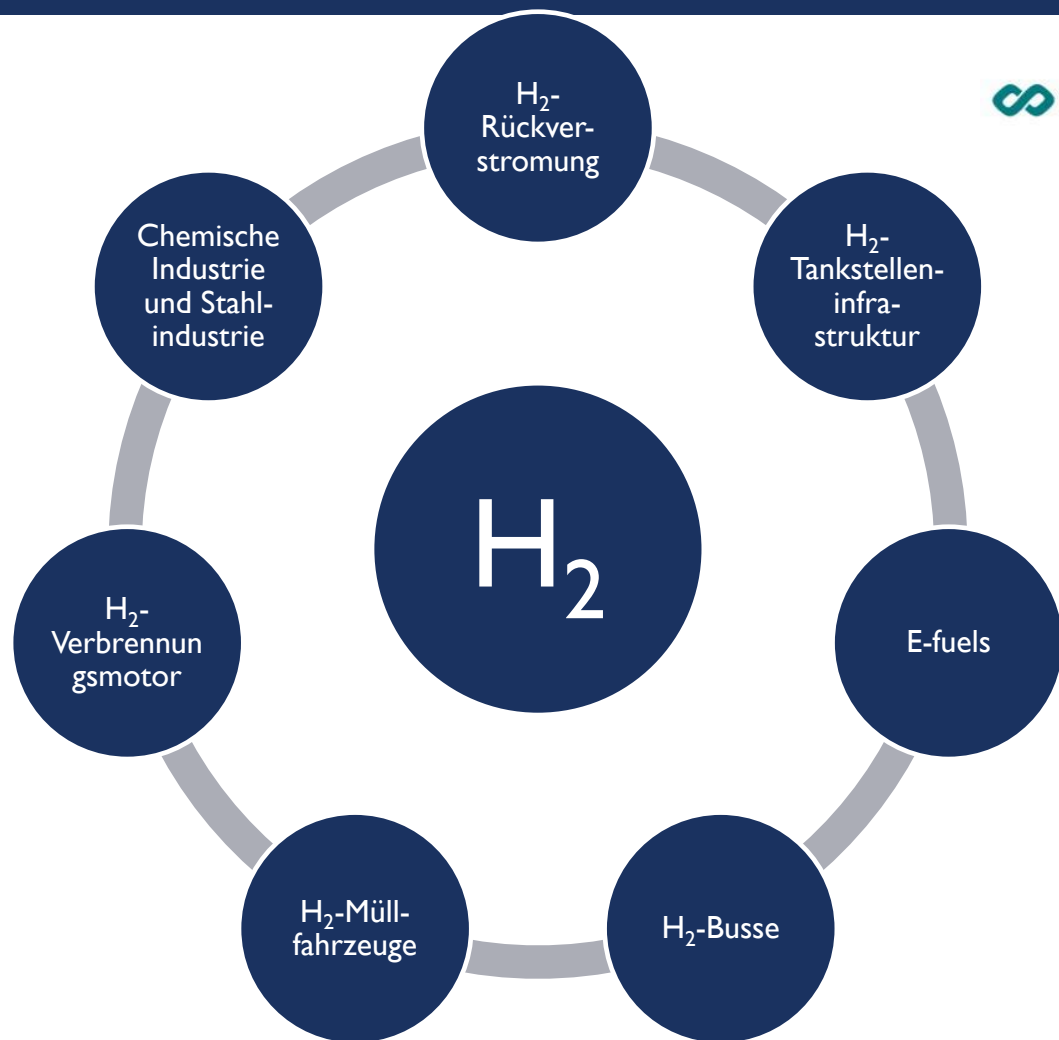 H₂-
Rückver-
stromung
H₂-
Tankstellen-
infra-
struktur
E-fuels
H₂-Busse
H₂-Müll-
fahrzeuge
H₂-
Verbrennun
gsmotor
Chemische
Industrie
und Stahl-
industrie
H₂